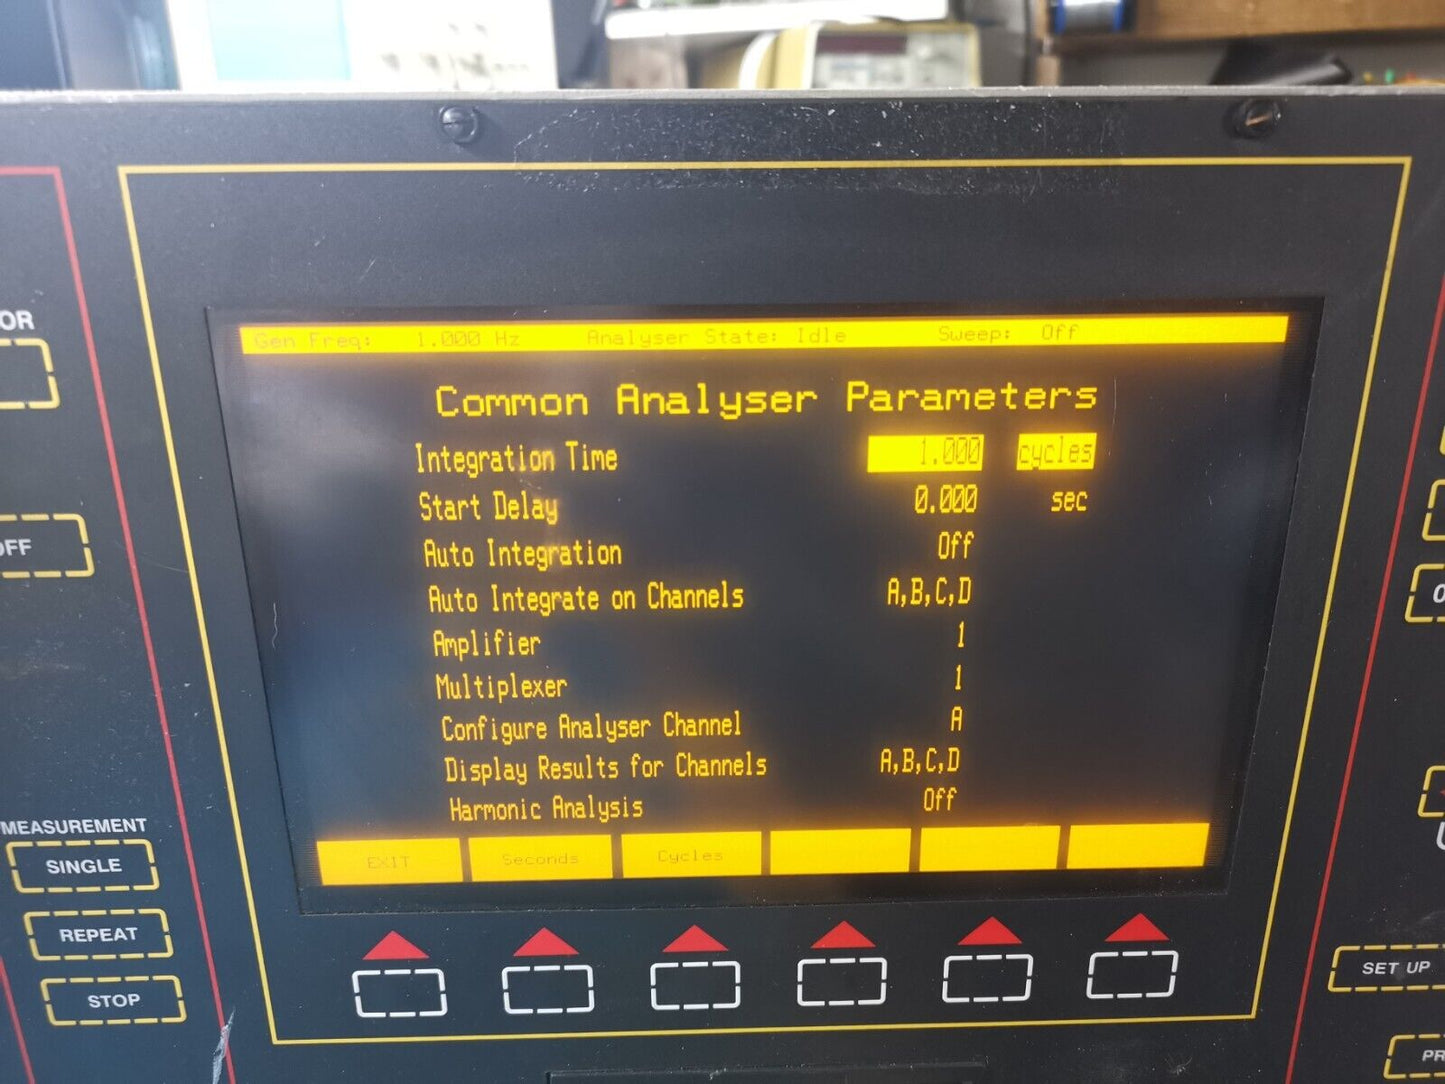 Gen Freq: 1.000 Hz Analyser State: Idle Sweep: Off
Common Analyser Parameters
Integration Time 1.000 cycles
Start Delay 0.000 sec
Auto Integration Off
Auto Integrate on Channels A,B,C,D
Amplifier 1
Multiplexer 1
Configure Analyser Channel A
Display Results for Channels A,B,C,D
Harmonic Analysis Off
EXIT Seconds Cycles
OR
OFF
MEASUREMENT
SINGLE
REPEAT
STOP
SET UP
PR